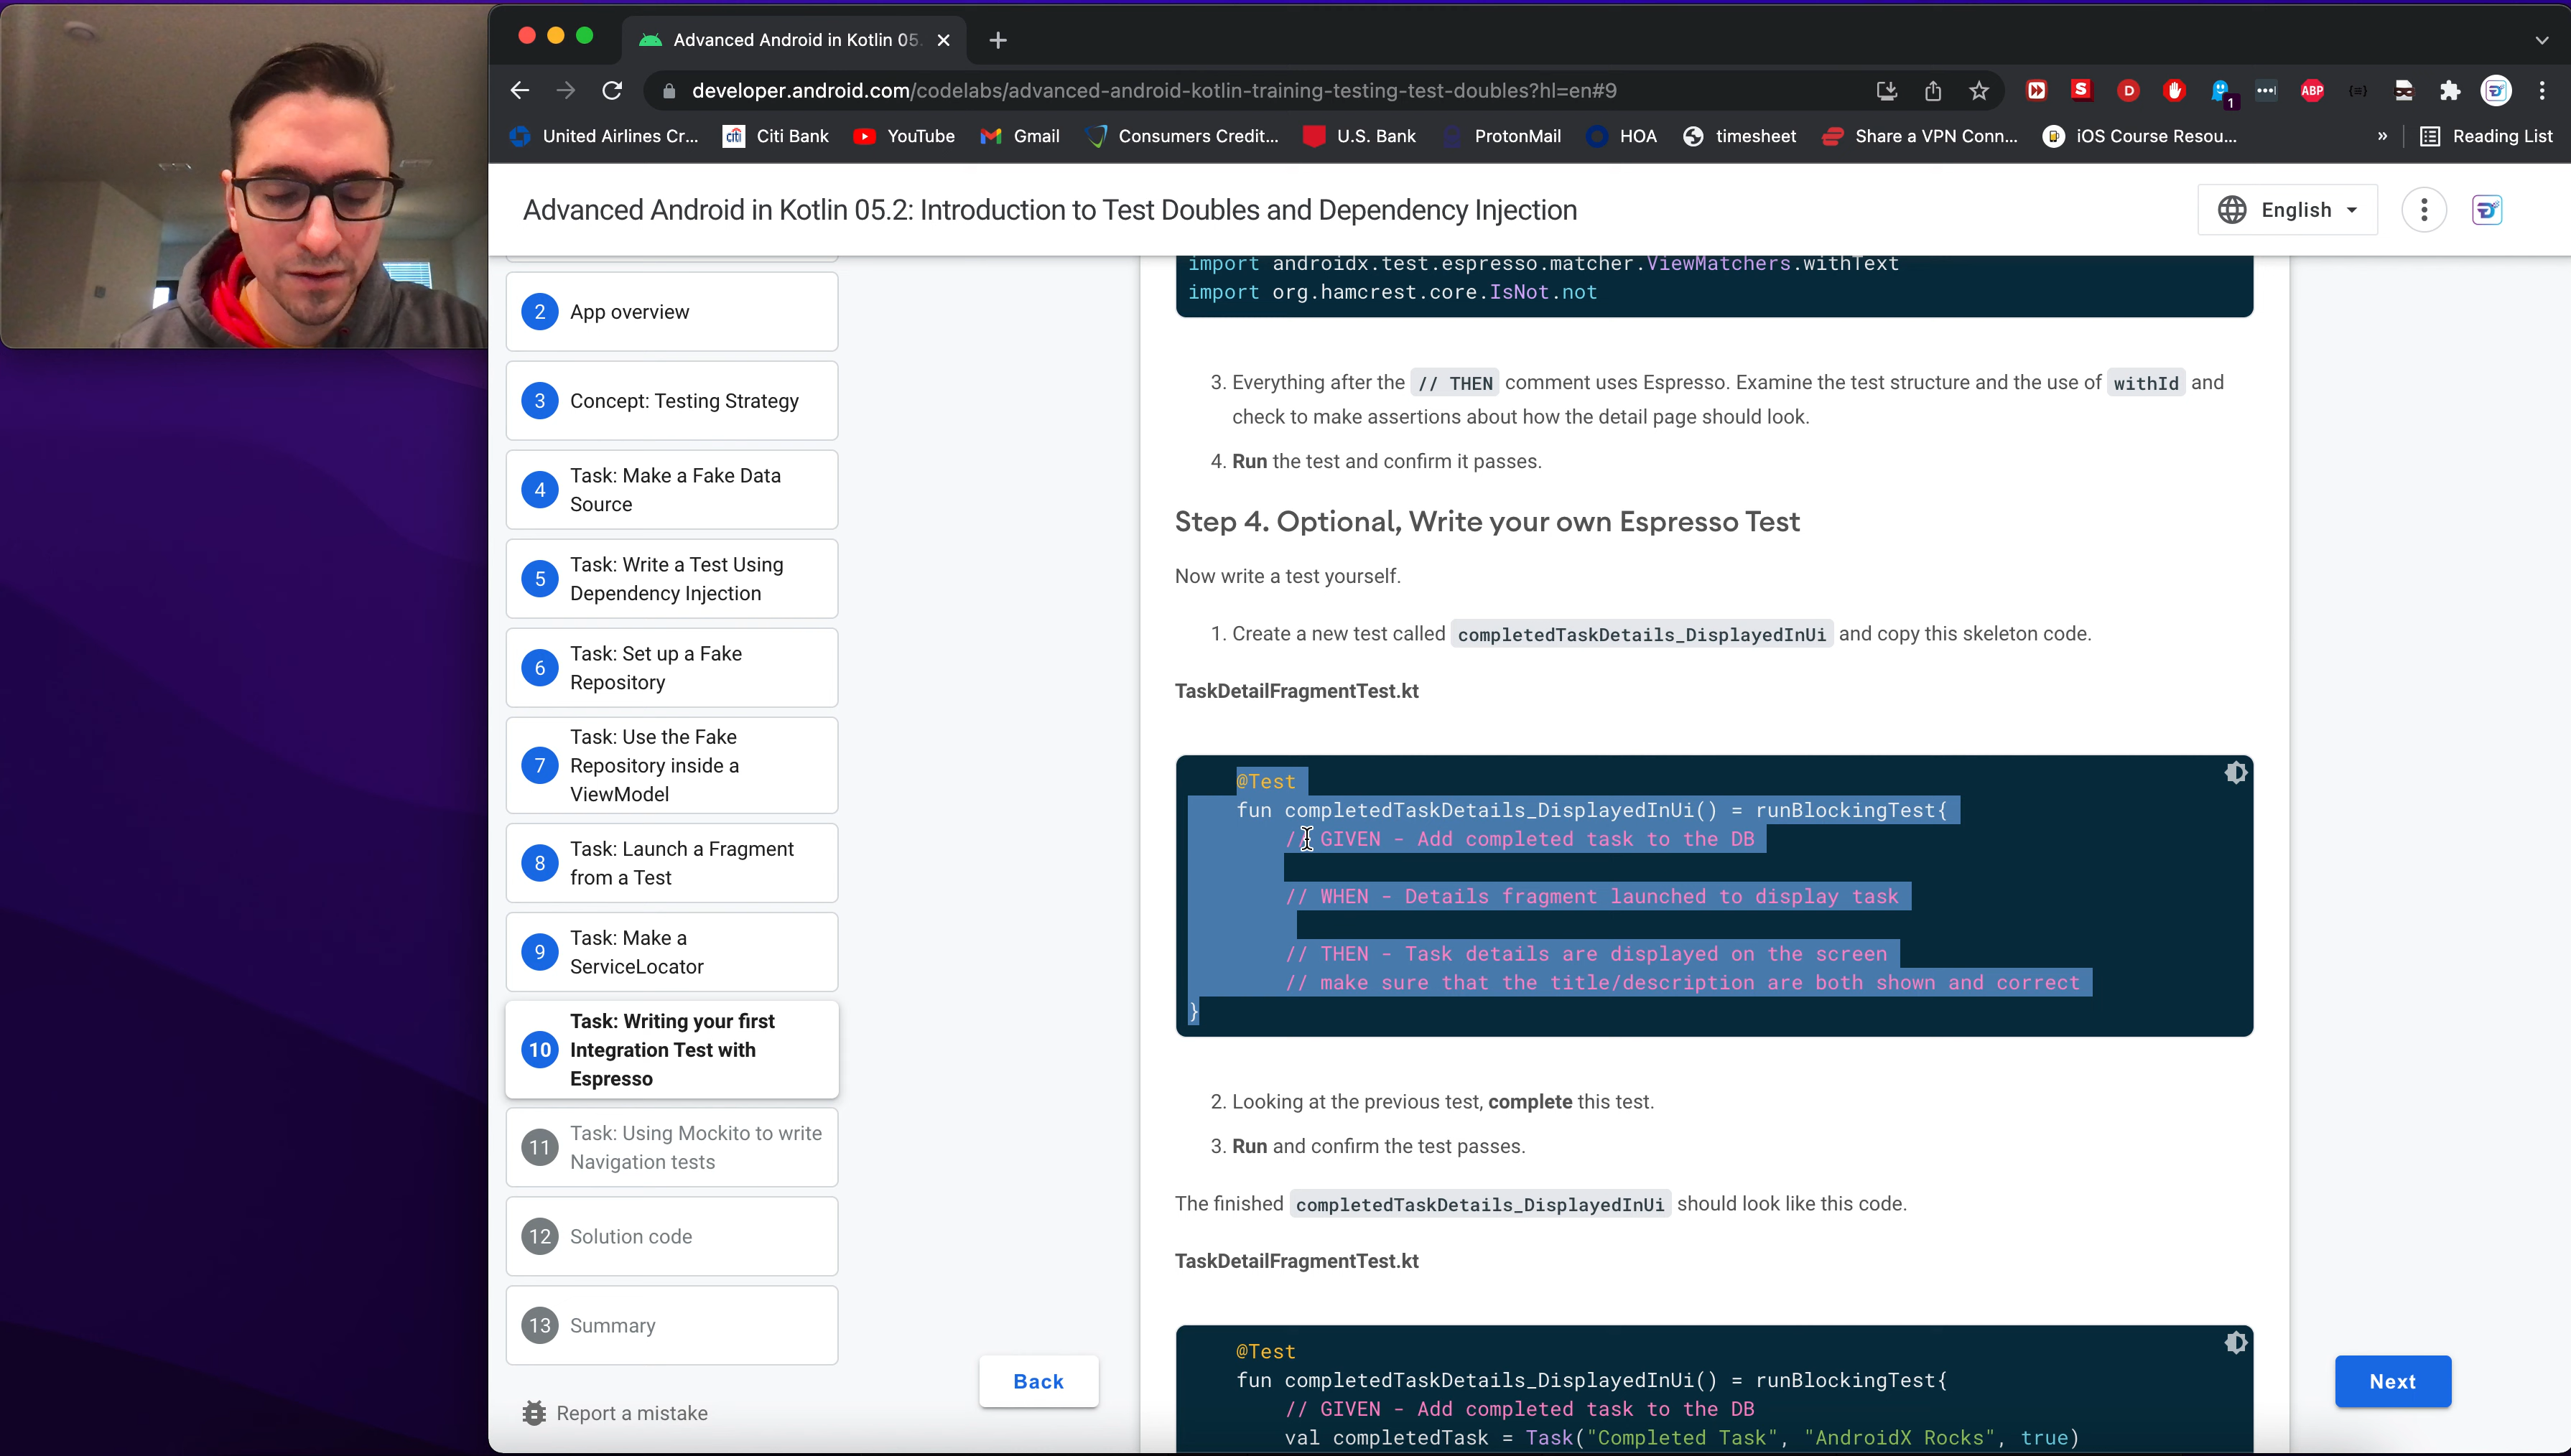 Advanced Android in Kotlin 05.
developer.android.com/codelabs/advanced-android-kotlin-training-testing-test-doubles?hl=en#9
S
D
1
ABP
United Airlines Cr...
citi
Citi Bank
YouTube
Gmail
Consumers Credit...
U.S. Bank
ProtonMail
HOA
timesheet
Share a VPN Conn...
iOS Course Resou...
»
Reading List
Advanced Android in Kotlin 05.2: Introduction to Test Doubles and Dependency Injection
English
2 App overview
3 Concept: Testing Strategy
4 Task: Make a Fake Data
Source
5 Task: Write a Test Using
Dependency Injection
6 Task: Set up a Fake
Repository
7 Task: Use the Fake
Repository inside a
ViewModel
8 Task: Launch a Fragment
from a Test
9 Task: Make a
ServiceLocator
10 Task: Writing your first
Integration Test with
Espresso
11 Task: Using Mockito to write
Navigation tests
12 Solution code
13 Summary
Report a mistake
import androidx.test.espresso.matcher.ViewMatchers.withText
import org.hamcrest.core.IsNot.not
3. Everything after the // THEN comment uses Espresso. Examine the test structure and the use of withId and
check to make assertions about how the detail page should look.
4. Run the test and confirm it passes.
Step 4. Optional, Write your own Espresso Test
Now write a test yourself.
1. Create a new test called completedTaskDetails_DisplayedInUi and copy this skeleton code.
TaskDetailFragmentTest.kt
@Test
fun completedTaskDetails_DisplayedInUi() = runBlockingTest{
// GIVEN - Add completed task to the DB
// WHEN - Details fragment launched to display task
// THEN - Task details are displayed on the screen
// make sure that the title/description are both shown and correct
}
2. Looking at the previous test, complete this test.
3. Run and confirm the test passes.
The finished completedTaskDetails_DisplayedInUi should look like this code.
TaskDetailFragmentTest.kt
@Test
fun completedTaskDetails_DisplayedInUi() = runBlockingTest{
// GIVEN - Add completed task to the DB
val completedTask = Task("Completed Task", "AndroidX Rocks", true)
Back
Next